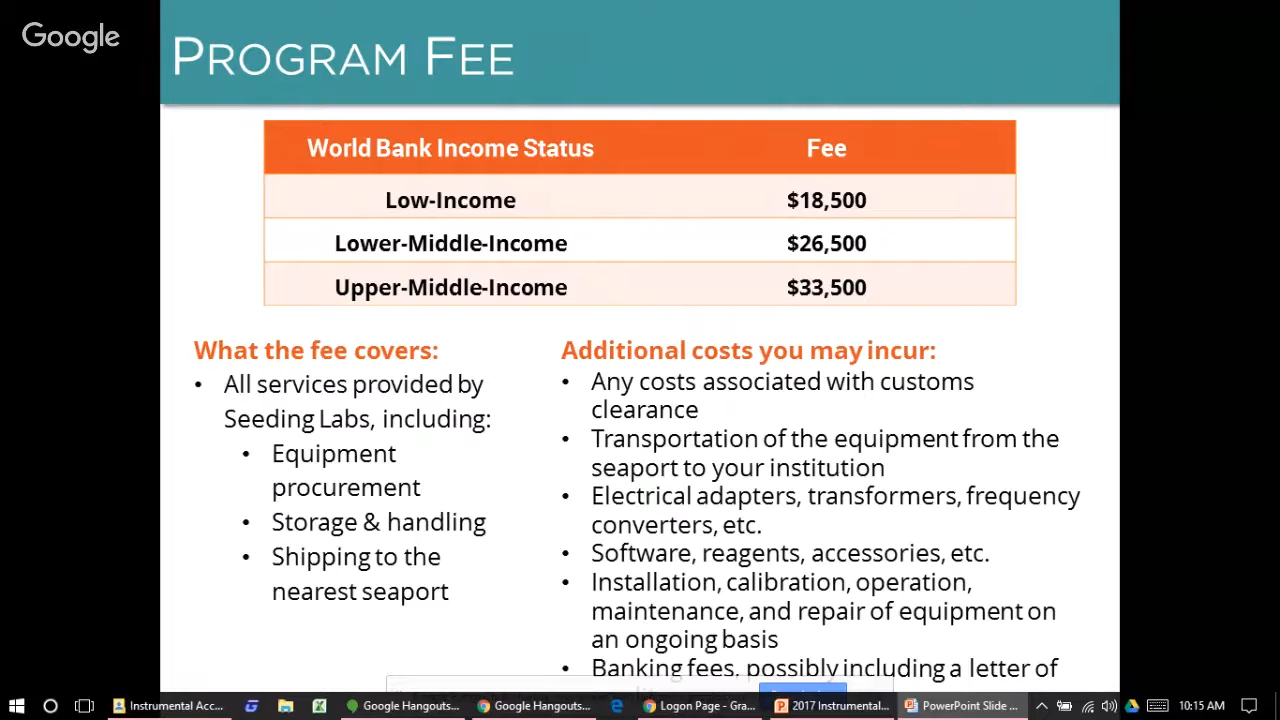 Google
PROGRAM FEE
World Bank Income Status Fee
Low-Income $18,500
Lower-Middle-Income $26,500
Upper-Middle-Income $33,500
What the fee covers:
• All services provided by
Seeding Labs, including:
• Equipment
procurement
• Storage & handling
• Shipping to the
nearest seaport
Additional costs you may incur:
• Any costs associated with customs
clearance
• Transportation of the equipment from the
seaport to your institution
• Electrical adapters, transformers, frequency
converters, etc.
• Software, reagents, accessories, etc.
• Installation, calibration, operation,
maintenance, and repair of equipment on
an ongoing basis
• Banking fees, possibly including a letter of
Instrumental Acc... Google Hangouts... Google Hangouts... Logon Page - Gra... 2017 Instrumental... PowerPoint Slide ... 10:15 AM